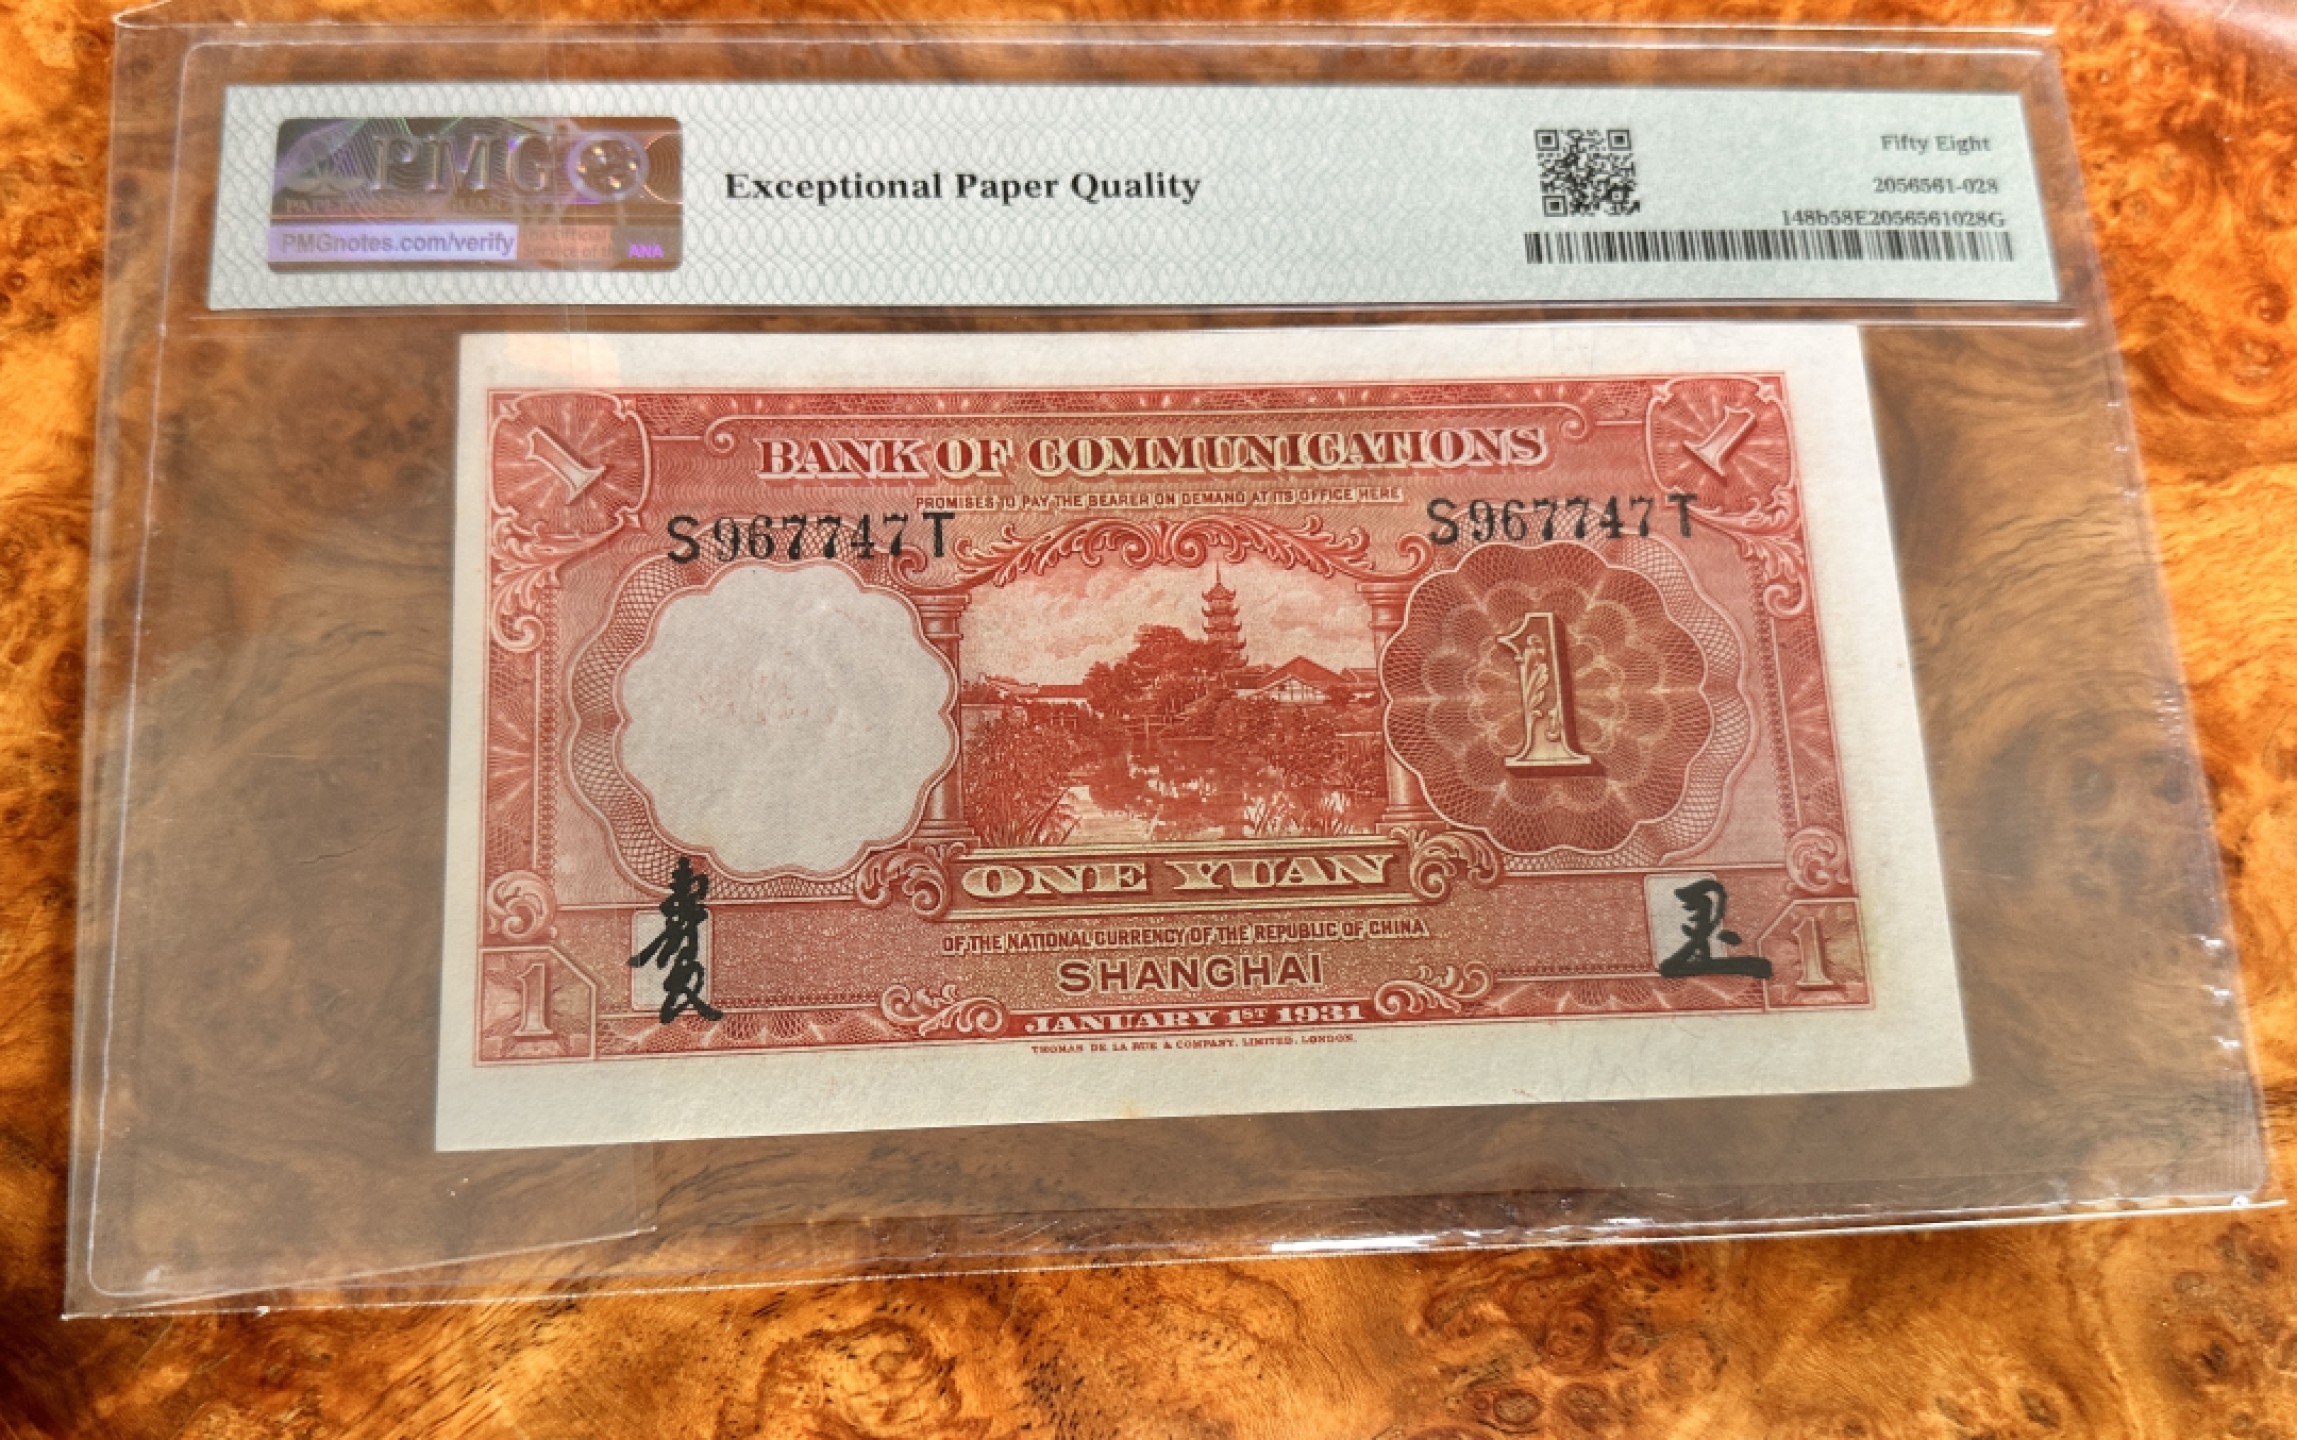 PMG
PMGnotes.com/verify
ANA
Exceptional Paper Quality
Fifty Eight
2056561-028
148b58E2056561028G
1 1
BANK OF COMMUNICATIONS
PROMISES TO PAY THE BEARER ON DEMAND AT ITS OFFICE HERE
S967747T S967747T
1
ONE YUAN
OF THE NATIONAL CURRENCY OF THE REPUBLIC OF CHINA
SHANGHAI
1 1
JANUARY 1ST 1931
THOMAS DE LA RUE & COMPANY, LIMITED, LONDON.